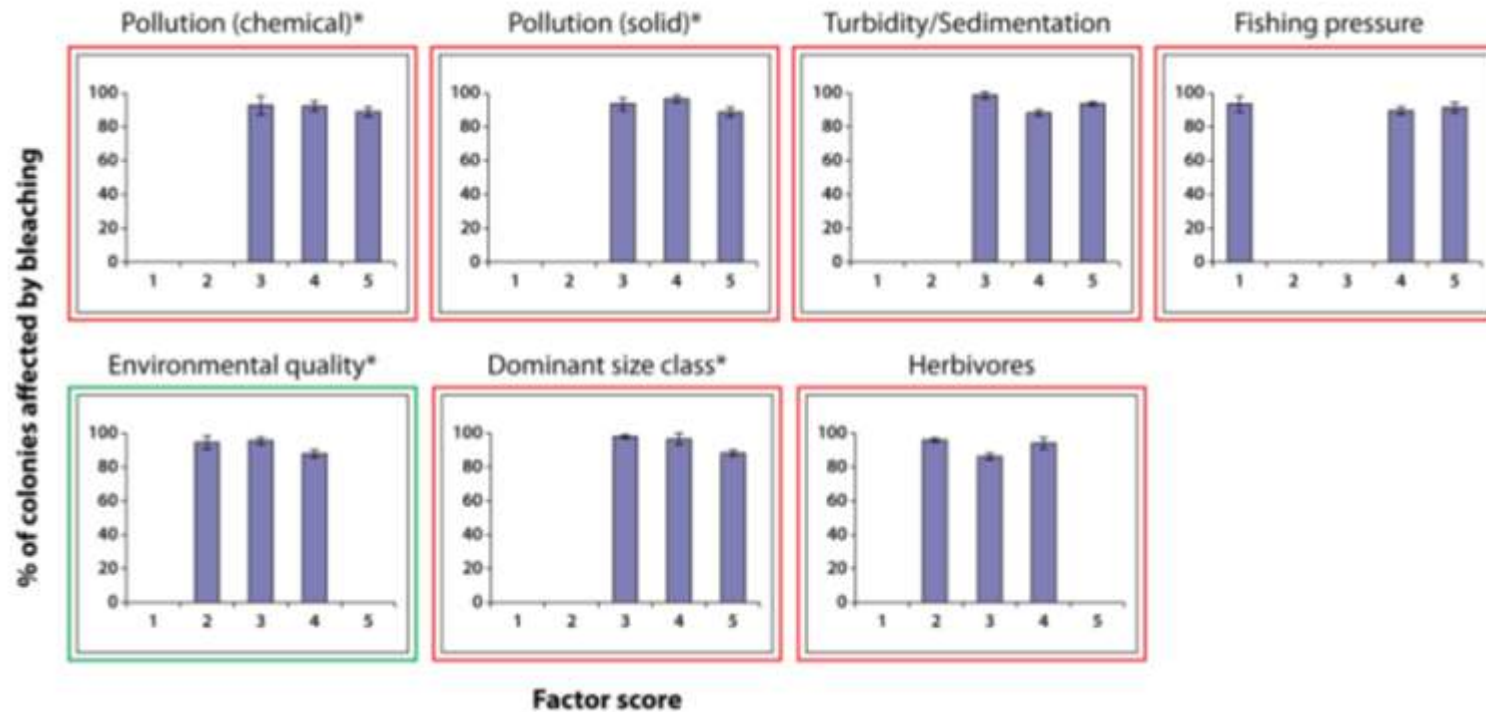 Pollution (chemical)*
Pollution (solid)*
Turbidity/Sedimentation
Fishing pressure
100
80
60
40
20
0
1 2 3 4 5
100
80
60
40
20
0
1 2 3 4 5
100
80
60
40
20
0
1 2 3 4 5
100
80
60
40
20
0
1 2 3 4 5
% of colonies affected by bleaching
Environmental quality*
Dominant size class*
Herbivores
100
80
60
40
20
0
1 2 3 4 5
100
80
60
40
20
0
1 2 3 4 5
100
80
60
40
20
0
1 2 3 4 5
Factor score